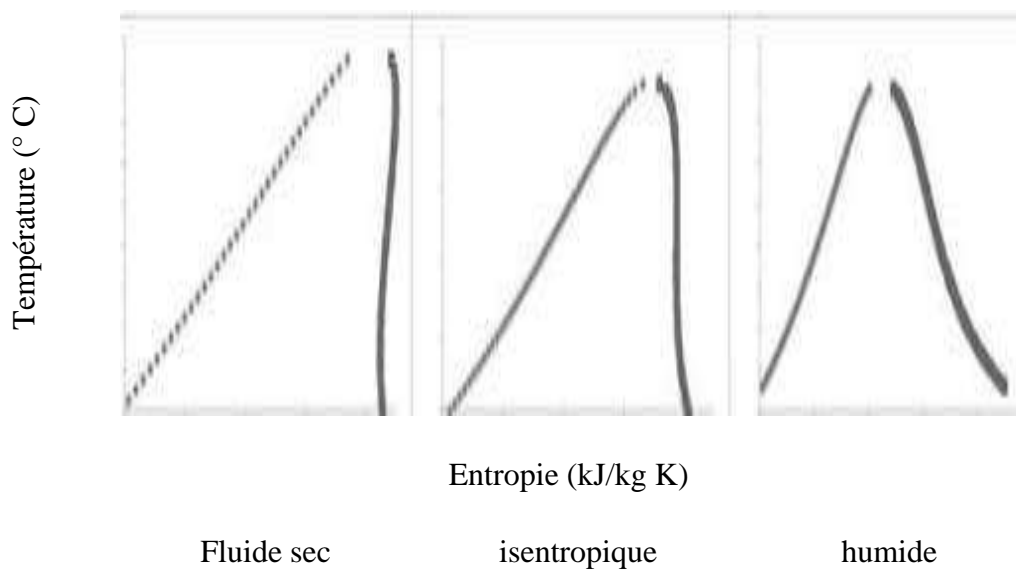 Température (° C)
Entropie (kJ/kg K)
Fluide sec isentropique humide